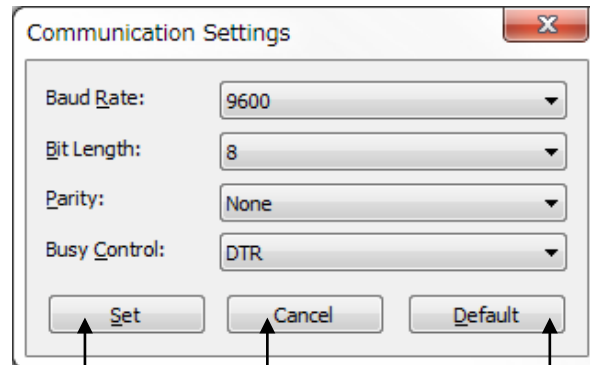 Communication Settings
Baud Rate: 9600
Bit Length: 8
Parity: None
Busy Control: DTR
Set Cancel Default